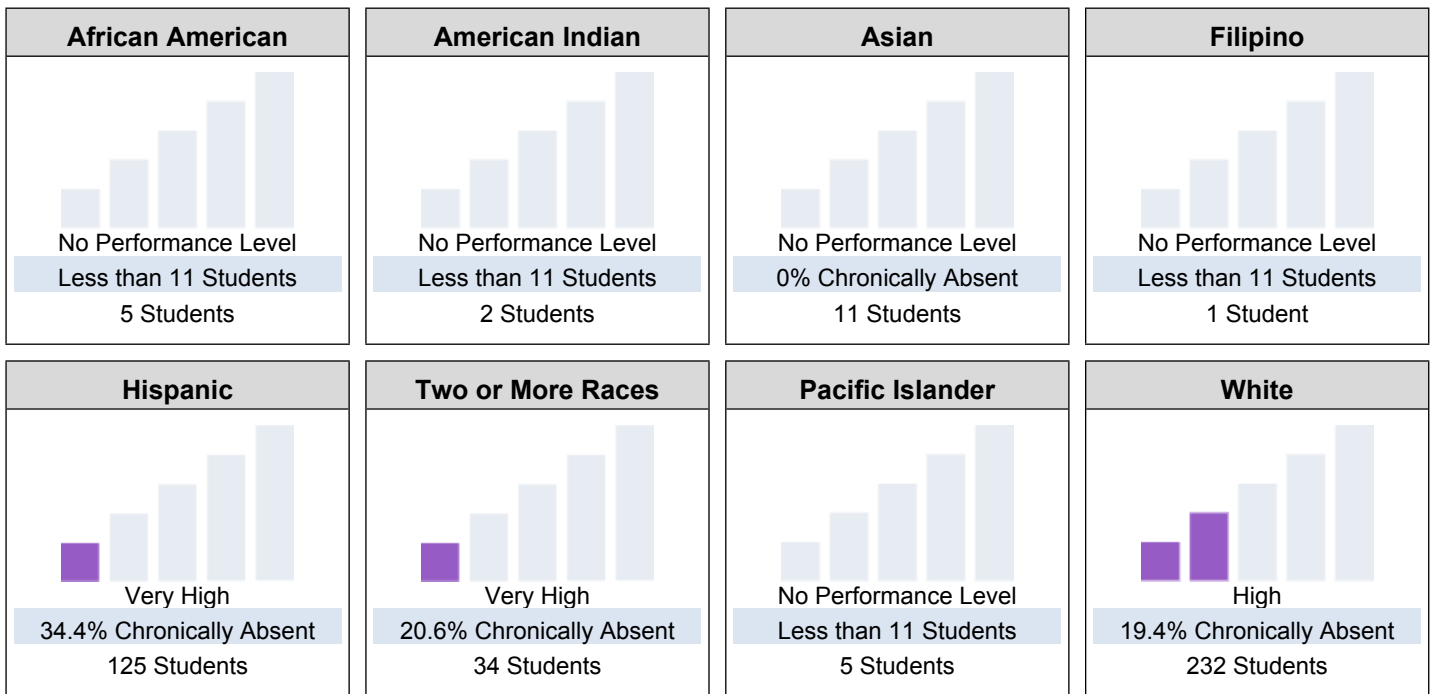 African American
No Performance Level
Less than 11 Students
5 Students
American Indian
No Performance Level
Less than 11 Students
2 Students
Asian
No Performance Level
0% Chronically Absent
11 Students
Filipino
No Performance Level
Less than 11 Students
1 Student
Hispanic
Very High
34.4% Chronically Absent
125 Students
Two or More Races
Very High
20.6% Chronically Absent
34 Students
Pacific Islander
No Performance Level
Less than 11 Students
5 Students
White
High
19.4% Chronically Absent
232 Students